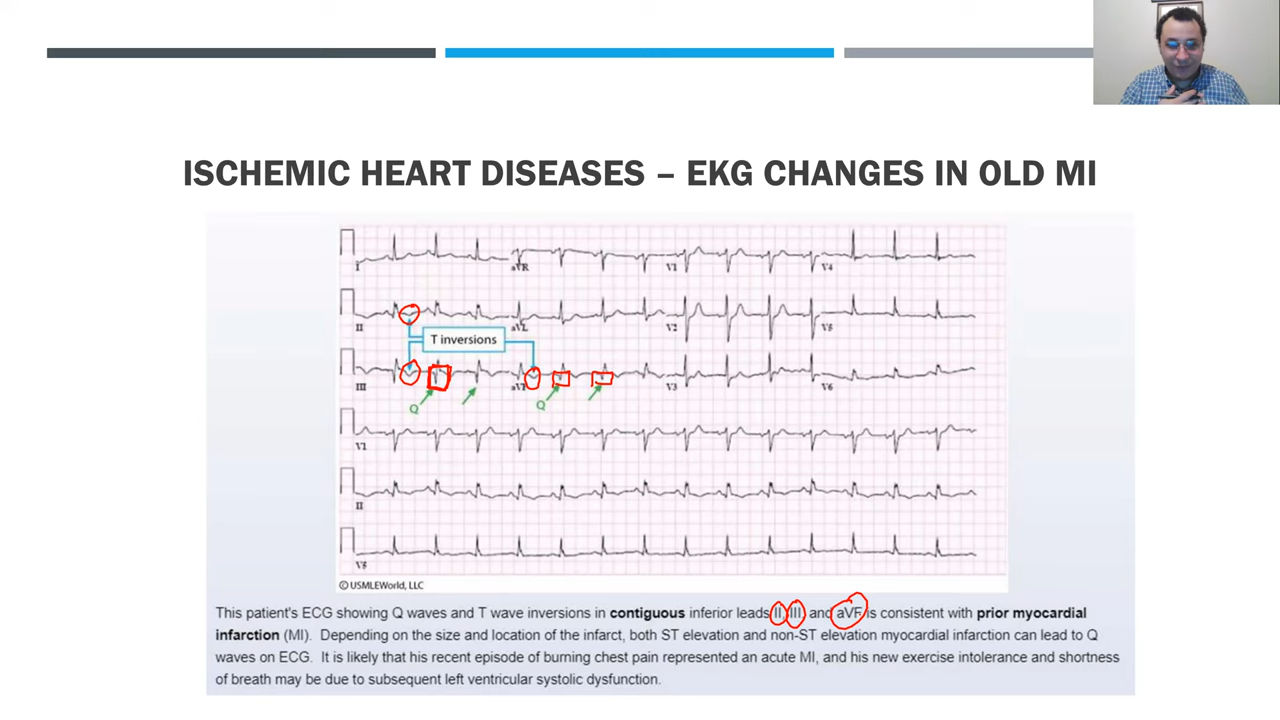 ISCHEMIC HEART DISEASES – EKG CHANGES IN OLD MI
I
aVR
V1
V4
II
aVL
V2
V5
T inversions
III
aVF
V3
V6
Q
Q
V1
II
V5
© USMLEWorld, LLC
This patient's ECG showing Q waves and T wave inversions in contiguous inferior leads II, III, and aVF is consistent with prior myocardial
infarction (MI). Depending on the size and location of the infarct, both ST elevation and non-ST elevation myocardial infarction can lead to Q
waves on ECG. It is likely that his recent episode of burning chest pain represented an acute MI, and his new exercise intolerance and shortness
of breath may be due to subsequent left ventricular systolic dysfunction.